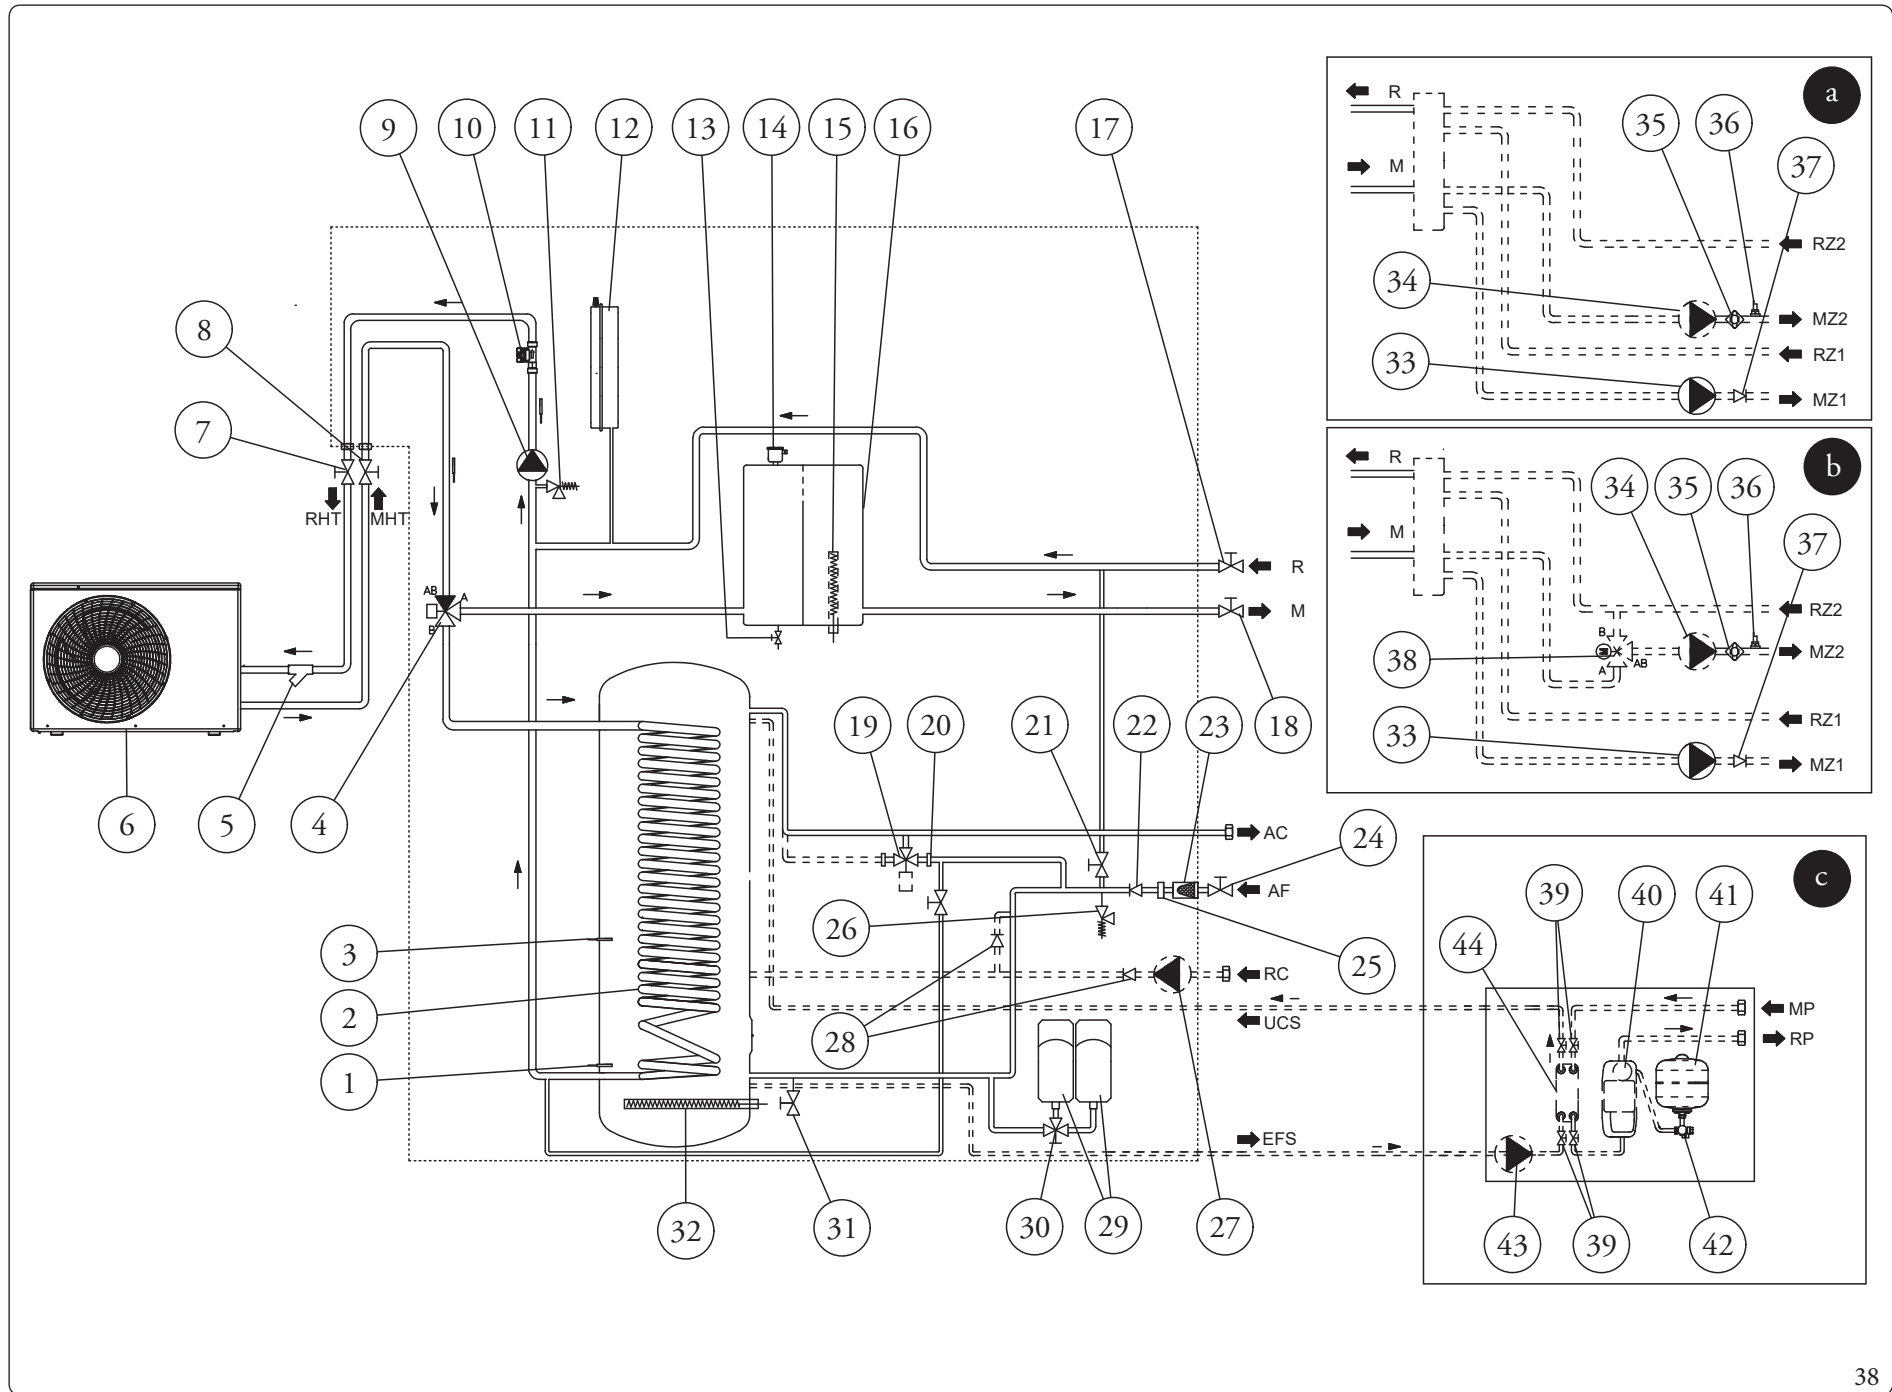 9 10 11 12 13 14 15 16 17
8
7
RHT MHT
AB A
B
R
M
6 5 4
19 20 21 22 23 18
AC
24
AF
3
26
25
2
RC
UCS
28
1
EFS
32 31 30 29 27
a
R
35 36
M
37
RZ2
34
MZ2
RZ1
33
MZ1
b
R
34 35 36
M
37
RZ2
B
M
38
A AB
MZ2
RZ1
33
MZ1
c
39 40 41
44
MP
RP
43 39 42
38